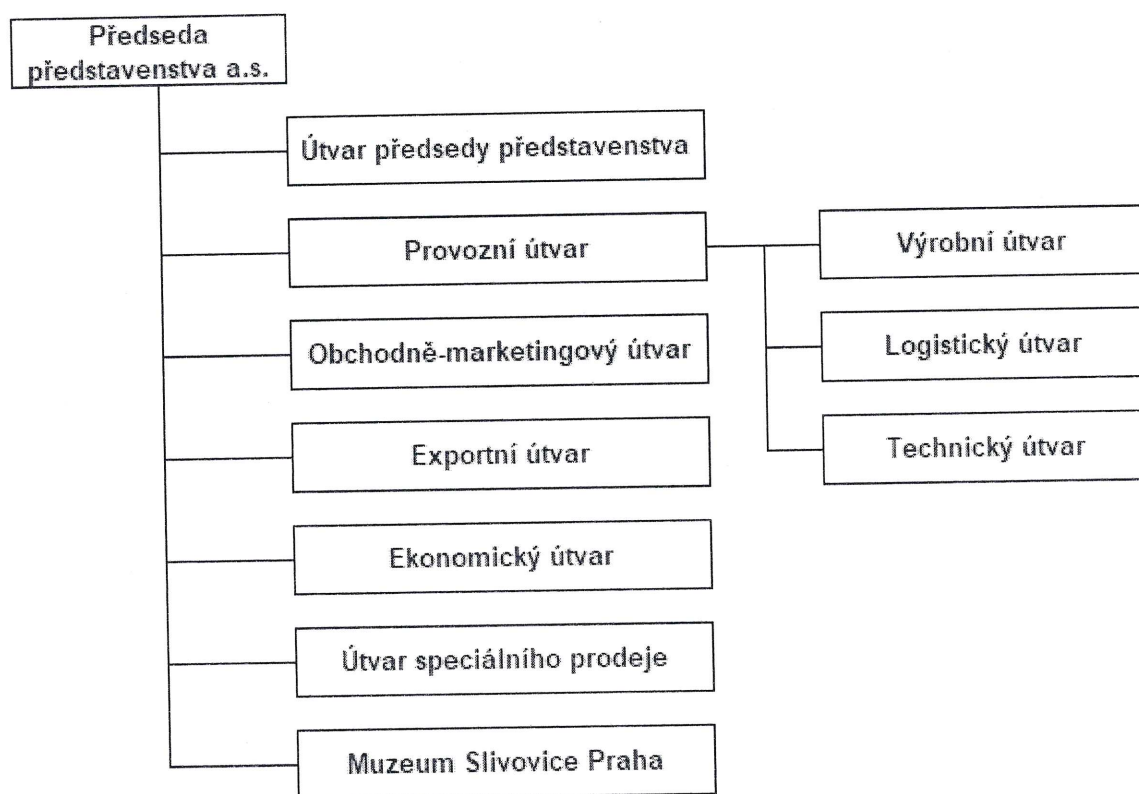 Předseda
představenstva a.s.
Útvar předsedy představenstva
Provozní útvar
Výrobní útvar
Obchodně-marketingový útvar
Logistický útvar
Exportní útvar
Technický útvar
Ekonomický útvar
Útvar speciálního prodeje
Muzeum Slivovice Praha